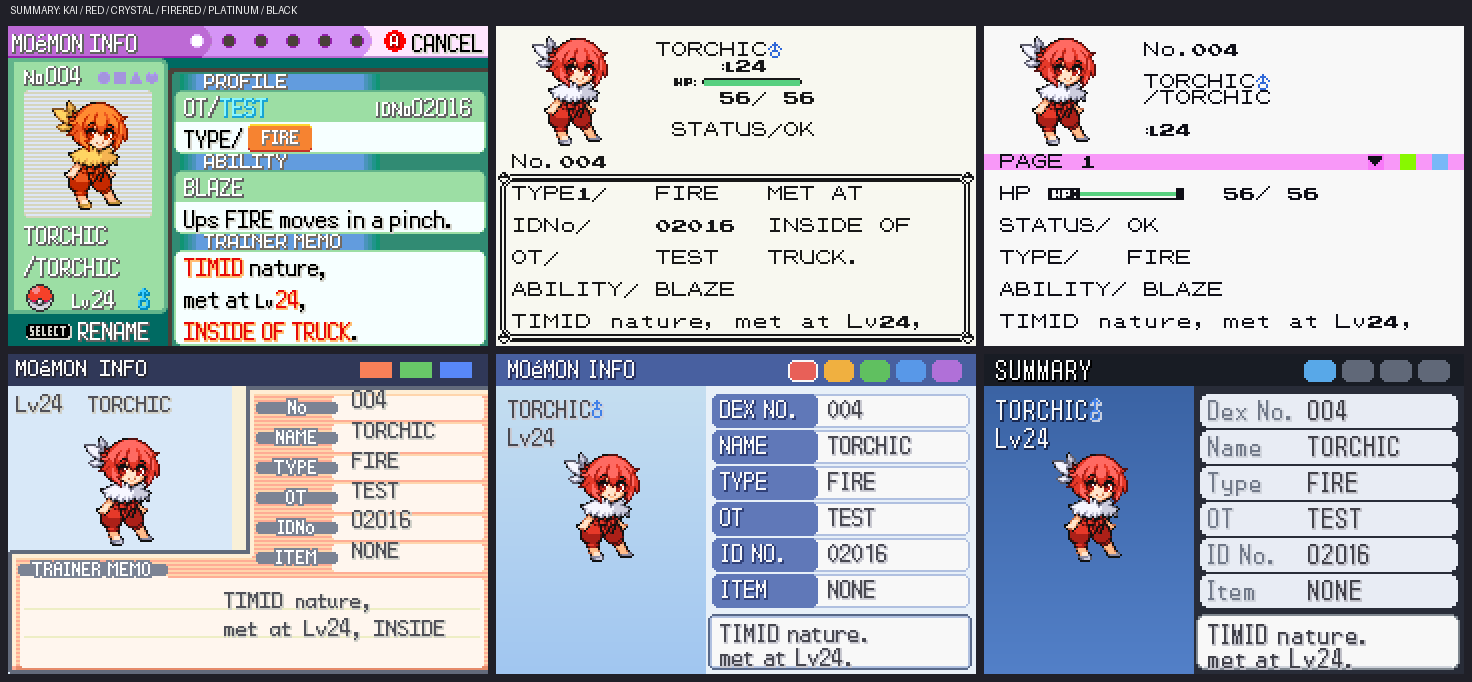 SUMMARY: KAI / RED / CRYSTAL / FIRERED / PLATINUM / BLACK
MOéMON INFO
A CANCEL
No004
TORCHIC
/TORCHIC
Lv24♂
SELECT RENAME
PROFILE
OT/TEST IDNo02016
TYPE/ FIRE
ABILITY
BLAZE
Ups FIRE moves in a pinch.
TRAINER MEMO
TIMID nature,
met at Lv24,
INSIDE OF TRUCK.
TORCHIC♂
:L24
HP:
56/ 56
STATUS/OK
No.004
TYPE1/ FIRE MET AT
IDNo/ 02016 INSIDE OF
OT/ TEST TRUCK.
ABILITY/ BLAZE
TIMID nature, met at Lv24,
No.004
TORCHIC♂
/TORCHIC
:L24
PAGE 1
HP HP: 56/ 56
STATUS/ OK
TYPE/ FIRE
ABILITY/ BLAZE
TIMID nature, met at Lv24,
MOéMON INFO
Lv24 TORCHIC
No 004
NAME TORCHIC
TYPE FIRE
OT TEST
IDNo 02016
ITEM NONE
TRAINER MEMO
TIMID nature,
met at Lv24, INSIDE
MOéMON INFO
TORCHIC♂
Lv24
DEX NO. 004
NAME TORCHIC
TYPE FIRE
OT TEST
ID NO. 02016
ITEM NONE
TIMID nature.
met at Lv24.
SUMMARY
TORCHIC♂
Lv24
Dex No. 004
Name TORCHIC
Type FIRE
OT TEST
ID No. 02016
Item NONE
TIMID nature.
met at Lv24.